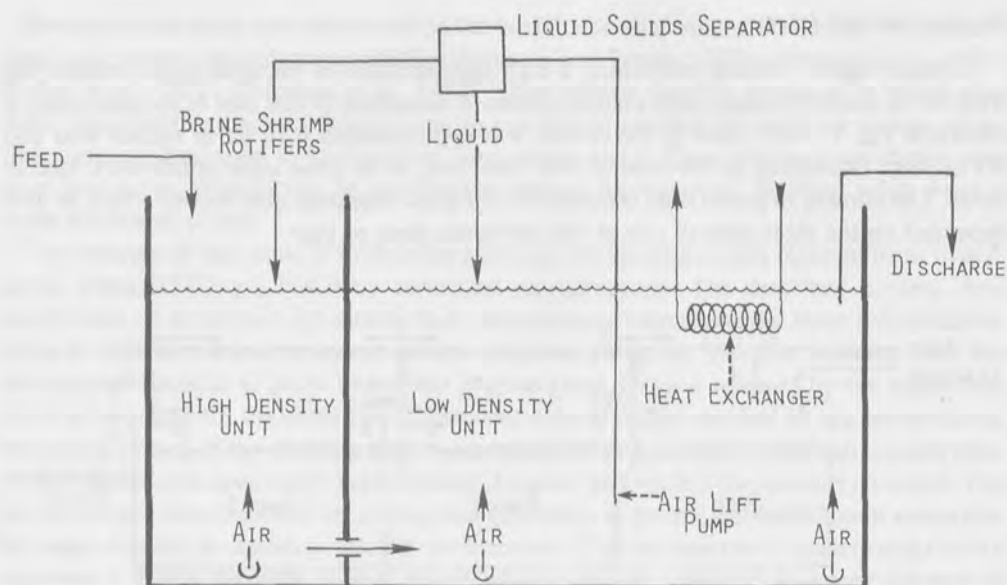 LIQUID SOLIDS SEPARATOR
BRINE SHRIMP
ROTIFERS
LIQUID
FEED
DISCHARGE
HIGH DENSITY
UNIT
LOW DENSITY
UNIT
HEAT EXCHANGER
AIR LIFT
PUMP
AIR
AIR
AIR